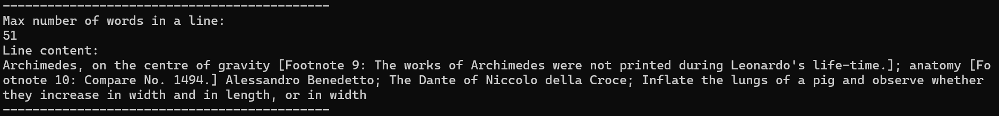 --------------------------------------------
Max number of words in a line:
51
Line content:
Archimedes, on the centre of gravity [Footnote 9: The works of Archimedes were not printed during Leonardo's life-time.]; anatomy [Fo
otnote 10: Compare No. 1494.] Alessandro Benedetto; The Dante of Niccolo della Croce; Inflate the lungs of a pig and observe whether
they increase in width and in length, or in width
--------------------------------------------